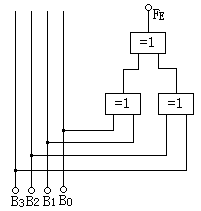 FE
=1
=1 =1
B3 B2 B1 B0